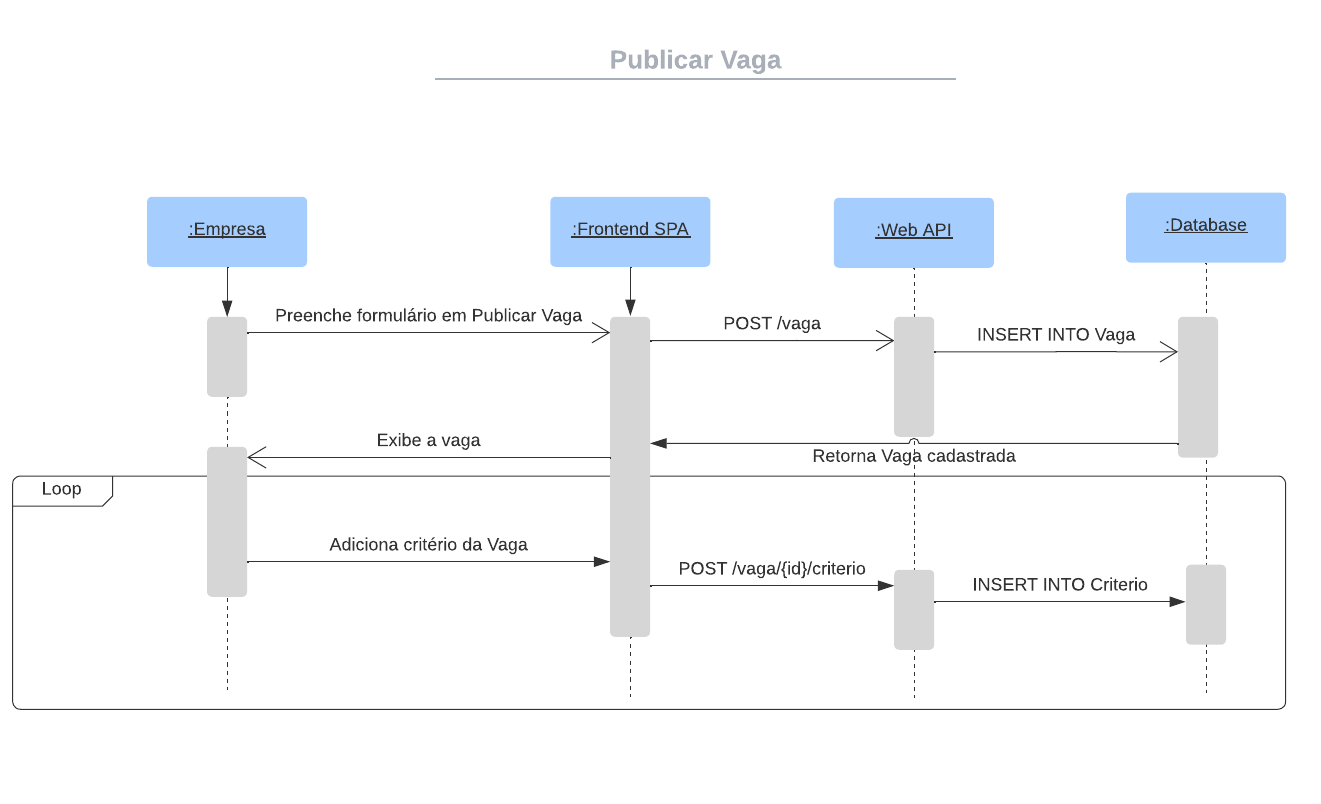 Publicar Vaga
:Empresa
:Frontend SPA
:Web API
:Database
Preenche formulário em Publicar Vaga
POST /vaga
INSERT INTO Vaga
Exibe a vaga
Retorna Vaga cadastrada
Loop
Adiciona critério da Vaga
POST /vaga/{id}/criterio
INSERT INTO Criterio